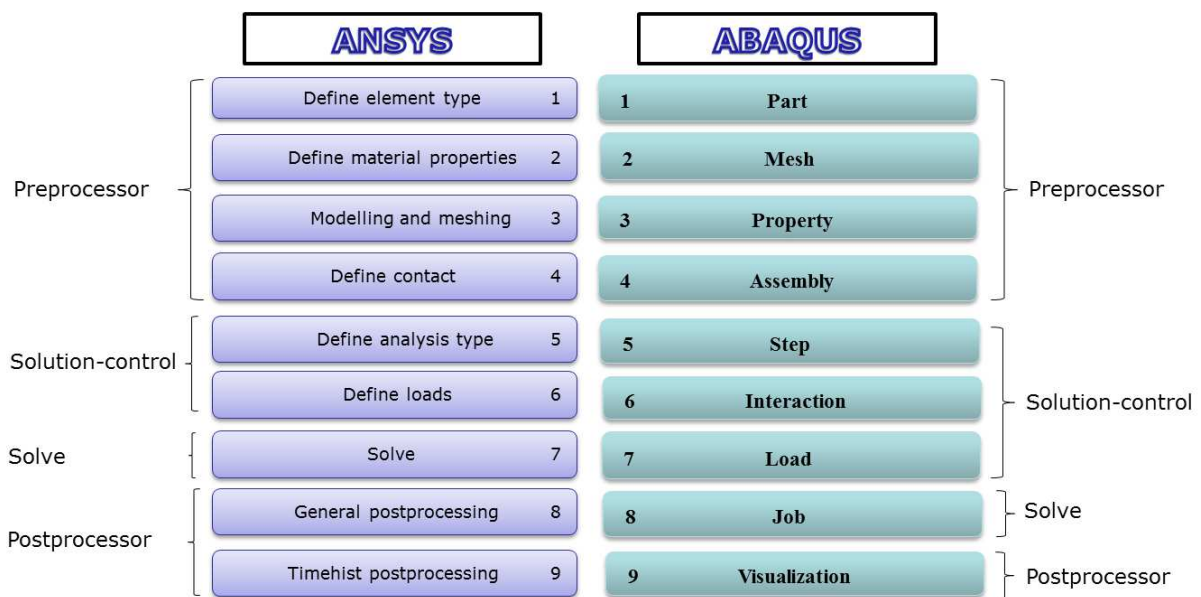 ANSYS
ABAQUS
Define element type 1
1 Part
Define material properties 2
2 Mesh
Preprocessor
Preprocessor
Modelling and meshing 3
3 Property
Define contact 4
4 Assembly
Define analysis type 5
5 Step
Solution-control
Define loads 6
6 Interaction
Solution-control
Solve
Solve 7
7 Load
General postprocessing 8
8 Job
Solve
Postprocessor
Timehist postprocessing 9
9 Visualization
Postprocessor